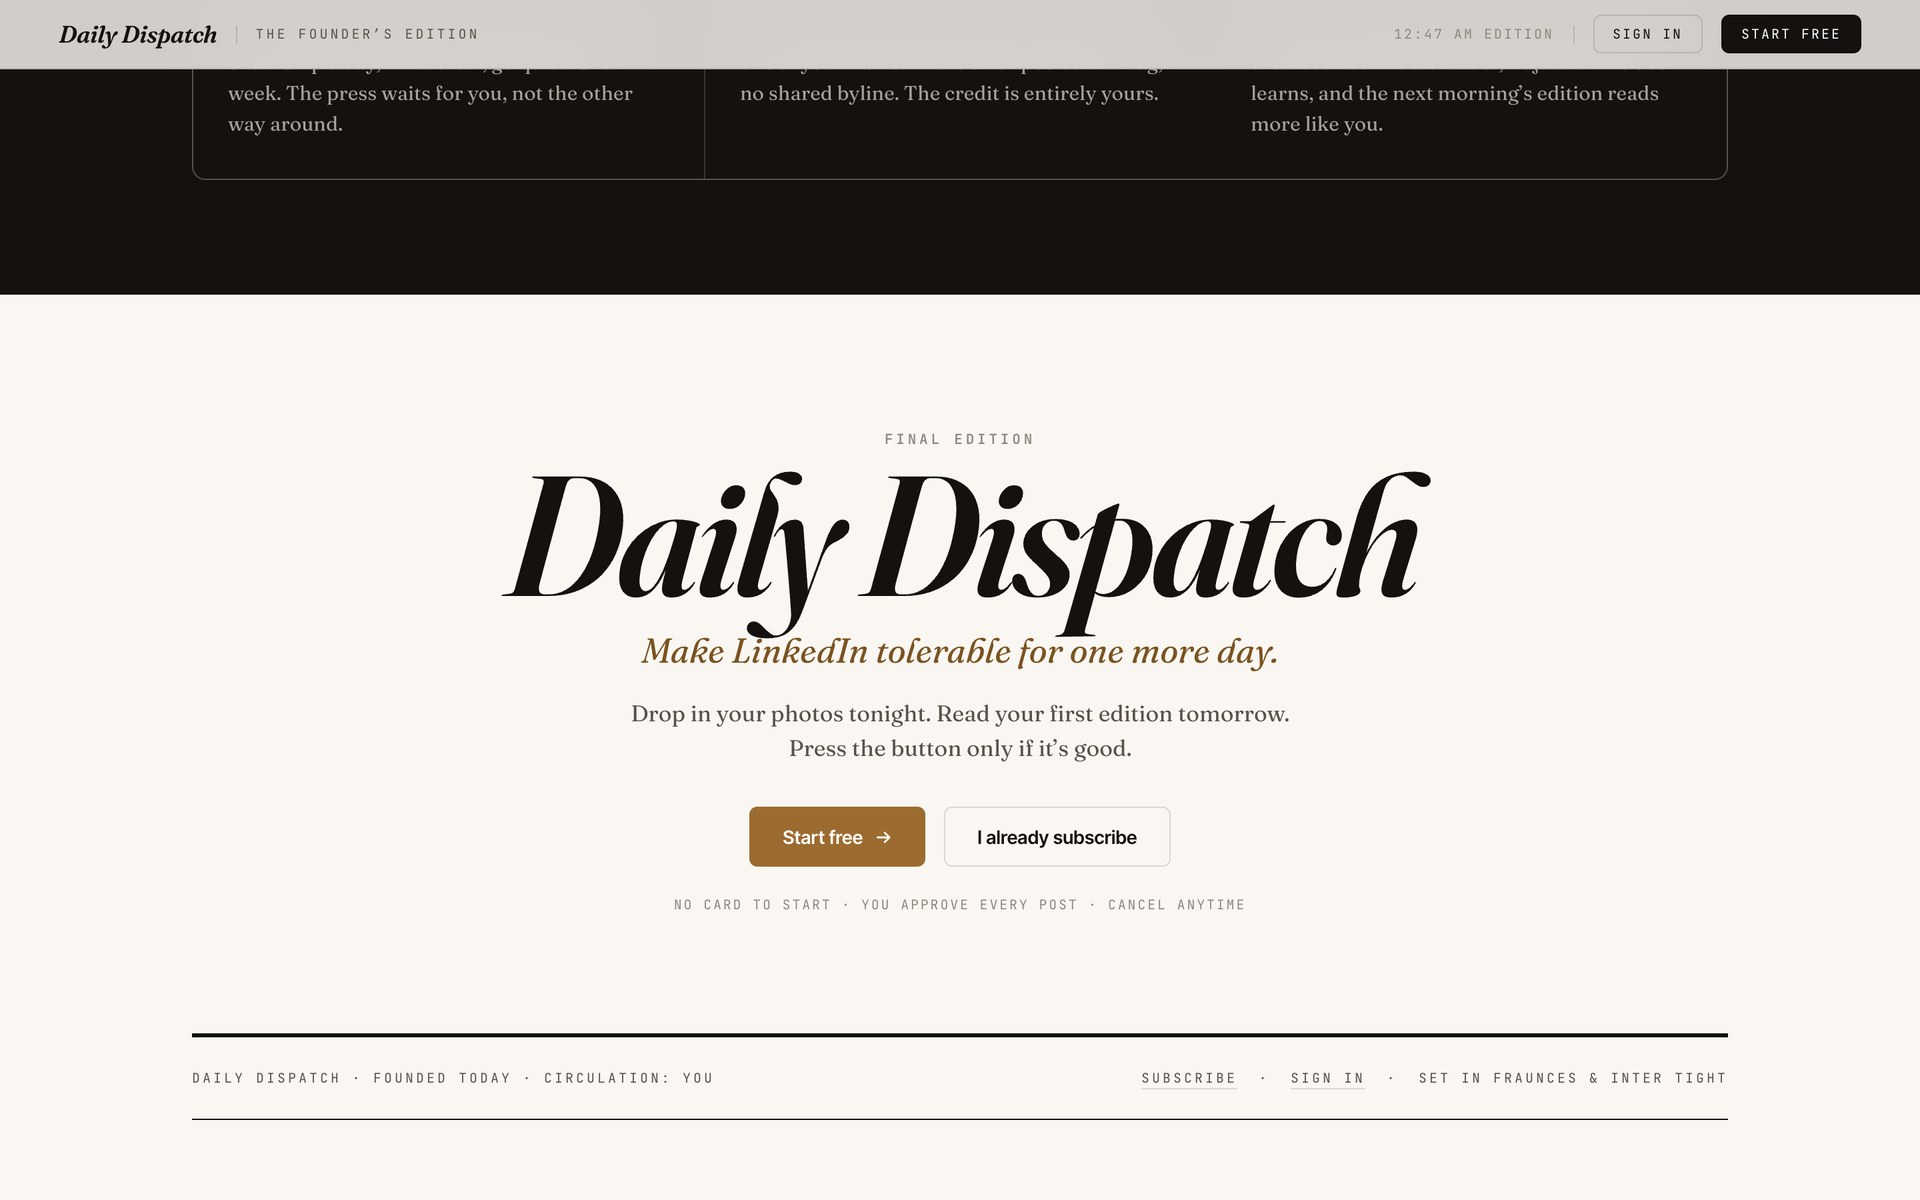 Daily Dispatch
THE FOUNDER’S EDITION
12:47 AM EDITION
SIGN IN
START FREE
week. The press waits for you, not the other
way around.
no shared byline. The credit is entirely yours.
learns, and the next morning’s edition reads
more like you.
FINAL EDITION
Daily Dispatch
Make LinkedIn tolerable for one more day.
Drop in your photos tonight. Read your first edition tomorrow.
Press the button only if it’s good.
Start free →
I already subscribe
NO CARD TO START · YOU APPROVE EVERY POST · CANCEL ANYTIME
DAILY DISPATCH · FOUNDED TODAY · CIRCULATION: YOU
SUBSCRIBE · SIGN IN · SET IN FRAUNCES & INTER TIGHT